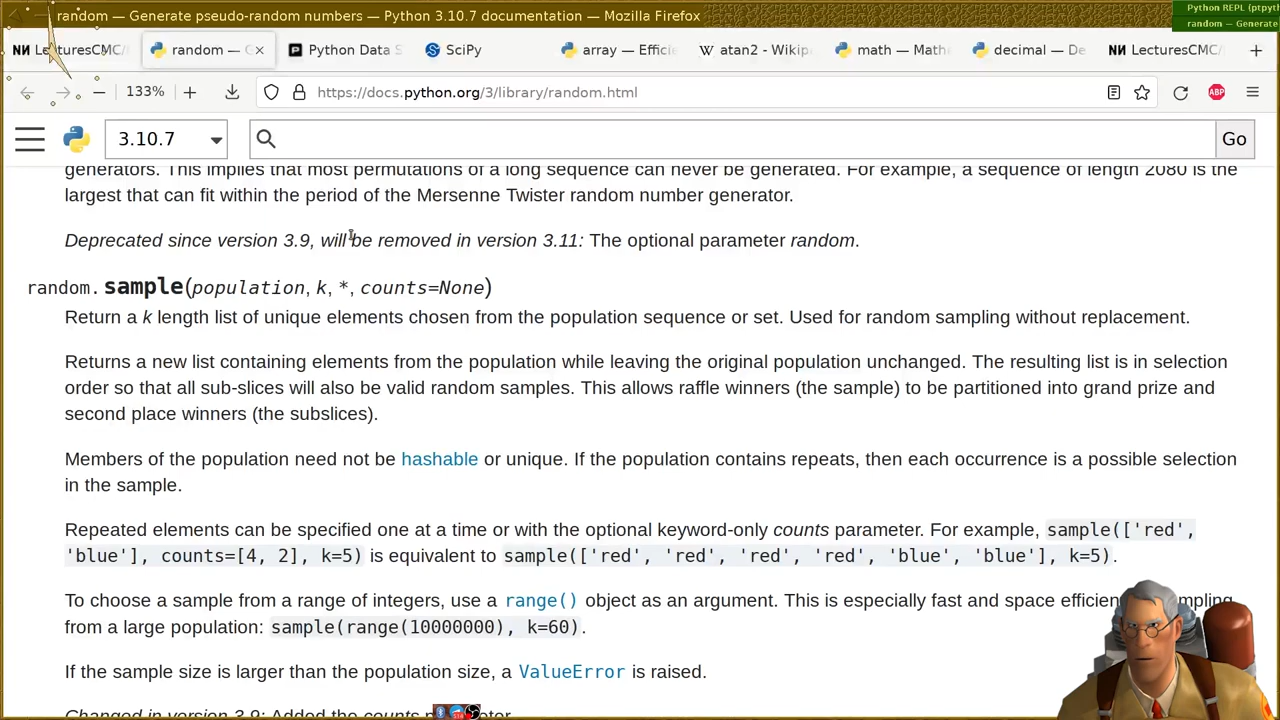 random — Generate pseudo-random numbers — Python 3.10.7 documentation — Mozilla Firefox
Python REPL (ptpyth
random — Generate
LecturesCMC/
random — G
Python Data S
SciPy
array — Efficie
atan2 - Wikip
math — Math
decimal — De
LecturesCMC/
133%
https://docs.python.org/3/library/random.html
ABP
3.10.7
Go
generators. This implies that most permutations of a long sequence can never be generated. For example, a sequence of length 2080 is the
largest that can fit within the period of the Mersenne Twister random number generator.
Deprecated since version 3.9, will be removed in version 3.11: The optional parameter random.
random.sample(population, k, *, counts=None)
Return a k length list of unique elements chosen from the population sequence or set. Used for random sampling without replacement.
Returns a new list containing elements from the population while leaving the original population unchanged. The resulting list is in selection
order so that all sub-slices will also be valid random samples. This allows raffle winners (the sample) to be partitioned into grand prize and
second place winners (the subslices).
Members of the population need not be hashable or unique. If the population contains repeats, then each occurrence is a possible selection
in the sample.
Repeated elements can be specified one at a time or with the optional keyword-only counts parameter. For example, sample(['red',
'blue'], counts=[4, 2], k=5) is equivalent to sample(['red', 'red', 'red', 'red', 'blue', 'blue'], k=5).
To choose a sample from a range of integers, use a range() object as an argument. This is especially fast and space efficien mpling
from a large population: sample(range(10000000), k=60).
If the sample size is larger than the population size, a ValueError is raised.
Changed in version 3.9: Added the counts p eter.